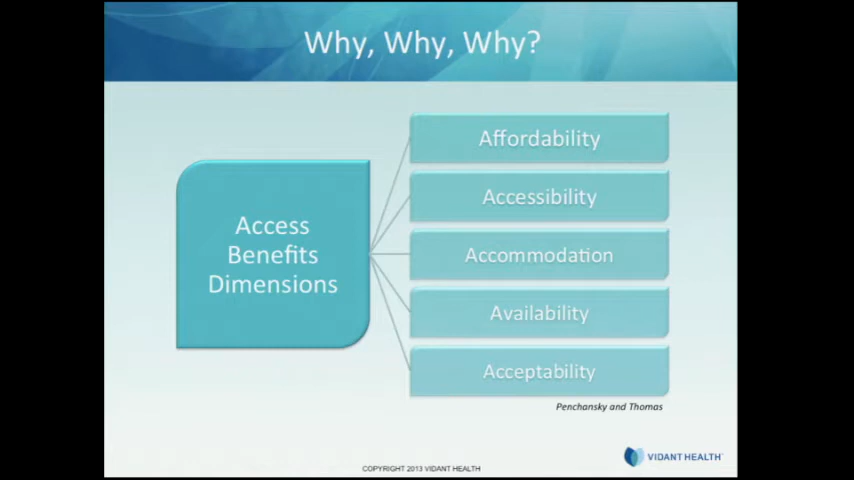 Why, Why, Why?
Access
Benefits
Dimensions
Affordability
Accessibility
Accommodation
Availability
Acceptability
Penchansky and Thomas
VIDANT HEALTH
COPYRIGHT 2013 VIDANT HEALTH